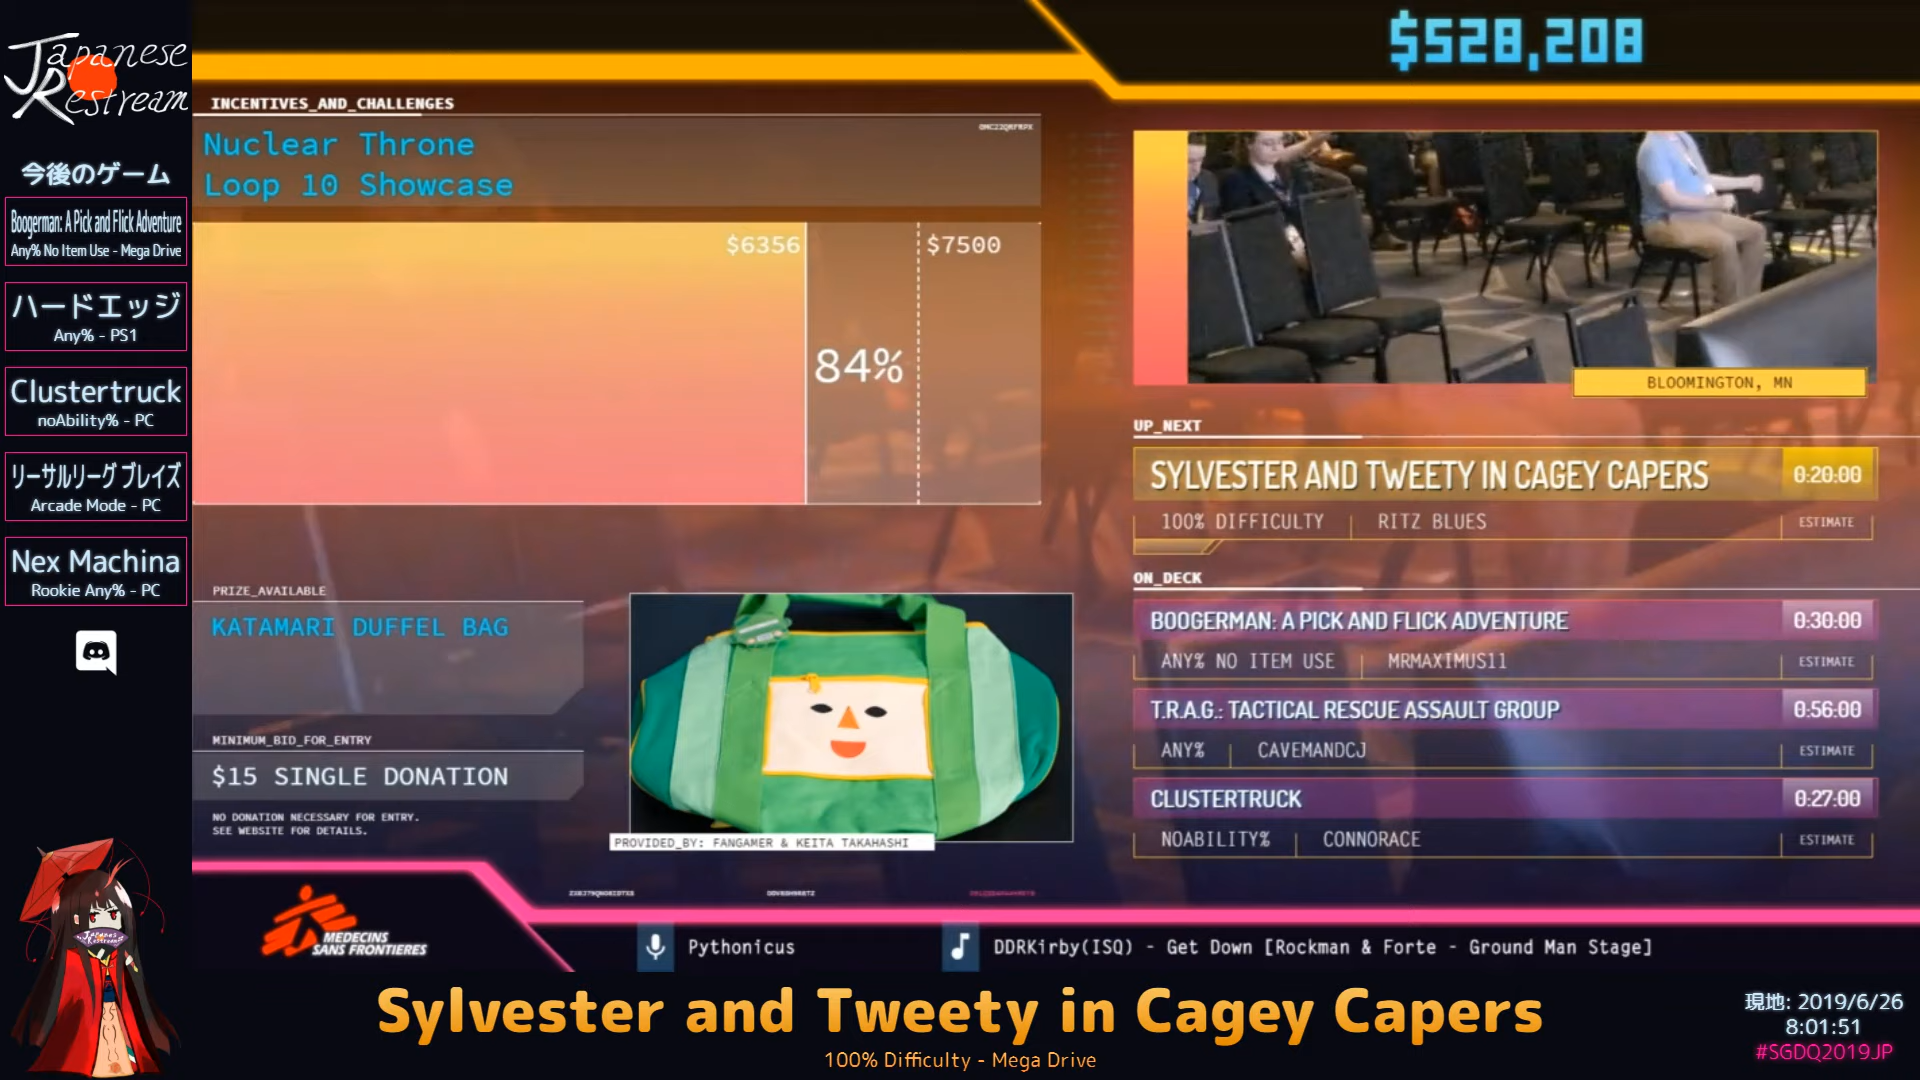 Japanese
Restream
今後のゲーム
Boogerman: A Pick and Flick Adventure
Any% No Item Use - Mega Drive
ハードエッジ
Any% - PS1
Clustertruck
noAbility% - PC
リーサルリーグ ブレイズ
Arcade Mode - PC
Nex Machina
Rookie Any% - PC
$528,208
INCENTIVES_AND_CHALLENGES
Nuclear Throne
Loop 10 Showcase
$6356
$7500
84%
PRIZE_AVAILABLE
KATAMARI DUFFEL BAG
MINIMUM_BID_FOR_ENTRY
$15 SINGLE DONATION
NO DONATION NECESSARY FOR ENTRY.
SEE WEBSITE FOR DETAILS.
PROVIDED_BY: FANGAMER & KEITA TAKAHASHI
BLOOMINGTON, MN
UP_NEXT
SYLVESTER AND TWEETY IN CAGEY CAPERS 0:20:00
100% DIFFICULTY RITZ BLUES ESTIMATE
ON_DECK
BOOGERMAN: A PICK AND FLICK ADVENTURE 0:30:00
ANY% NO ITEM USE MRMAXIMUS11 ESTIMATE
T.R.A.G.: TACTICAL RESCUE ASSAULT GROUP 0:56:00
ANY% CAVEMANDCJ ESTIMATE
CLUSTERTRUCK 0:27:00
NOABILITY% CONNORACE ESTIMATE
MEDECINS
SANS FRONTIERES
Pythonicus
DDRKirby(ISQ) - Get Down [Rockman & Forte - Ground Man Stage]
Sylvester and Tweety in Cagey Capers
100% Difficulty - Mega Drive
現地: 2019/6/26
8:01:51
#SGDQ2019JP